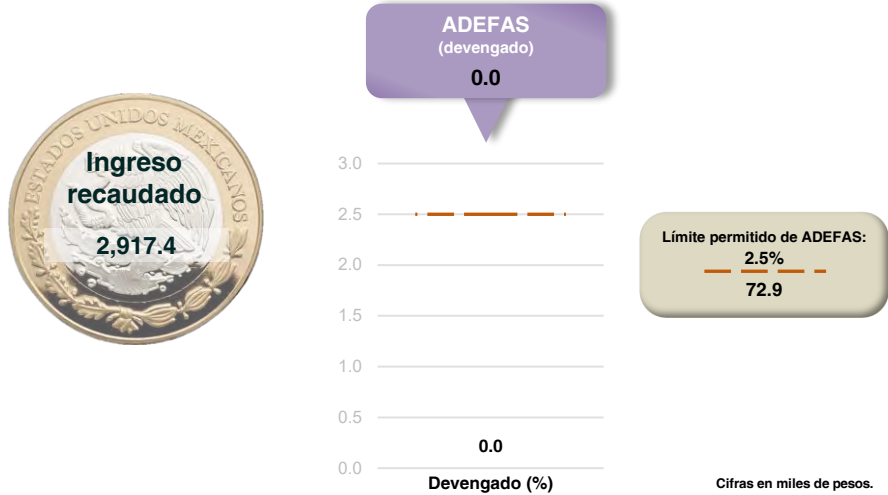 ADEFAS
(devengado)
0.0
ESTADOS UNIDOS MEXICANOS
Ingreso
recaudado
2,917.4
3.0
2.5
2.0
1.5
1.0
0.5
0.0
0.0
Devengado (%)
Límite permitido de ADEFAS:
2.5%
72.9
Cifras en miles de pesos.